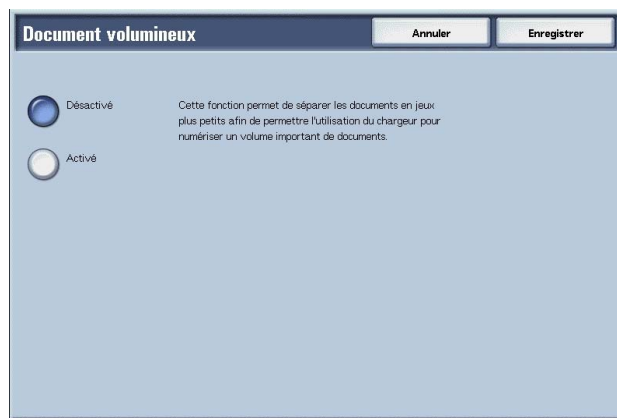 Document volumineux
Annuler
Enregistrer
Désactivé
Cette fonction permet de séparer les documents en jeux
plus petits afin de permettre l'utilisation du chargeur pour
numériser un volume important de documents.
Activé